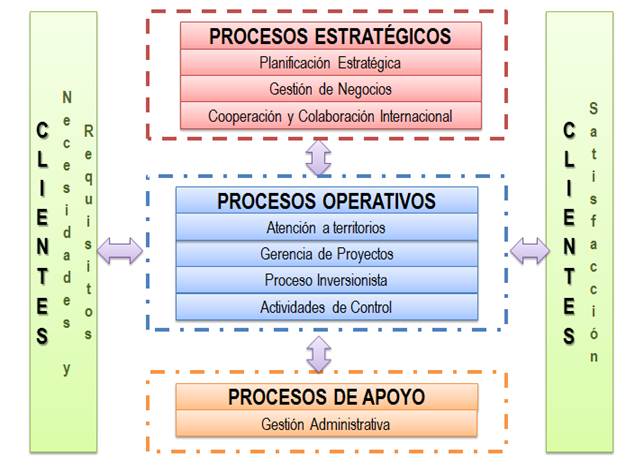 CLIENTES
Necesidades y
Requisitos
PROCESOS ESTRATÉGICOS
Planificación Estratégica
Gestión de Negocios
Cooperación y Colaboración Internacional
PROCESOS OPERATIVOS
Atención a territorios
Gerencia de Proyectos
Proceso Inversionista
Actividades de Control
PROCESOS DE APOYO
Gestión Administrativa
CLIENTES
Satisfacción